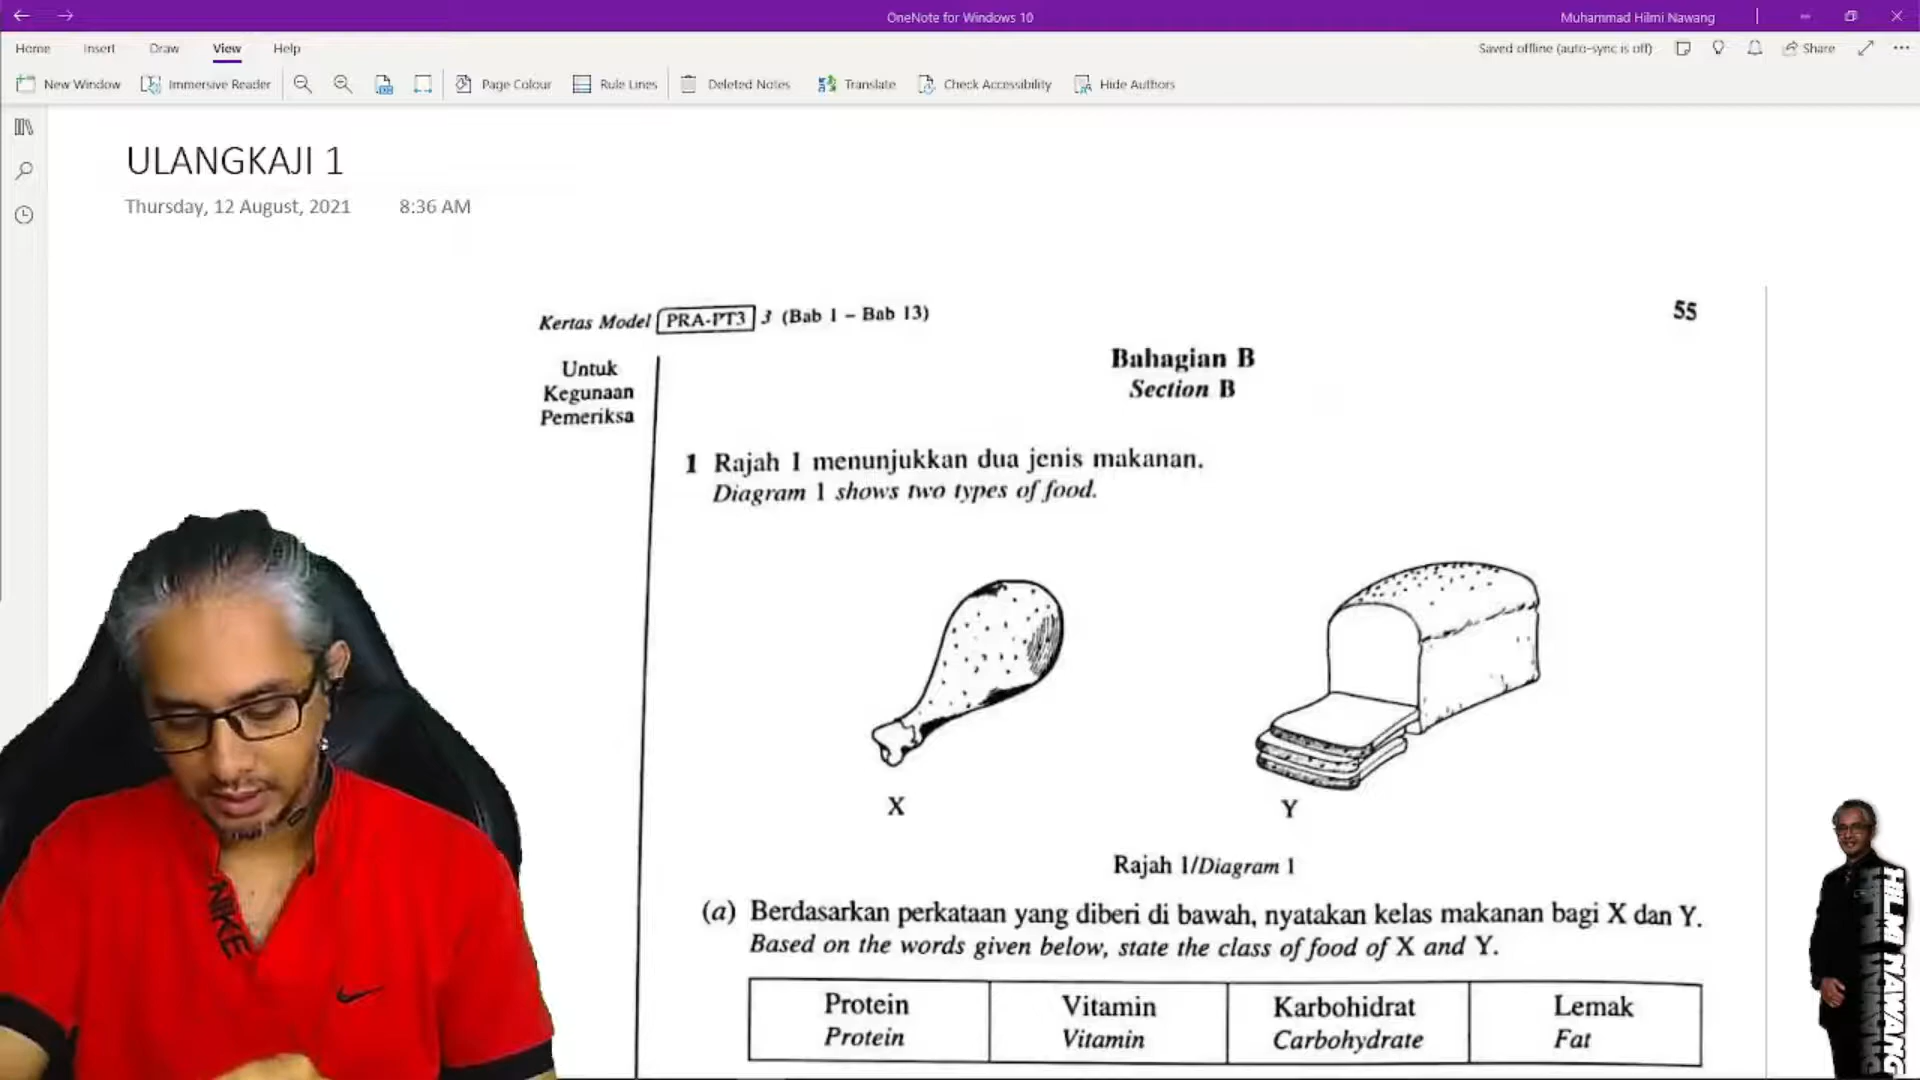 OneNote for Windows 10
Muhammad Hilmi Nawang
Home Insert Draw View Help
Saved offline (auto-sync is off)
Share
New Window Immersive Reader Page Colour Rule Lines Deleted Notes Translate Check Accessibility Hide Authors
ULANGKAJI 1
Thursday, 12 August, 2021 8:36 AM
Kertas Model PRA-PT3 3 (Bab 1 – Bab 13)
55
Untuk
Kegunaan
Pemeriksa
Bahagian B
Section B
1 Rajah 1 menunjukkan dua jenis makanan.
Diagram 1 shows two types of food.
X
Y
Rajah 1/Diagram 1
(a) Berdasarkan perkataan yang diberi di bawah, nyatakan kelas makanan bagi X dan Y.
Based on the words given below, state the class of food of X and Y.
Protein Vitamin Karbohidrat Lemak
Protein Vitamin Carbohydrate Fat
NIKE
HILMI NAWANG